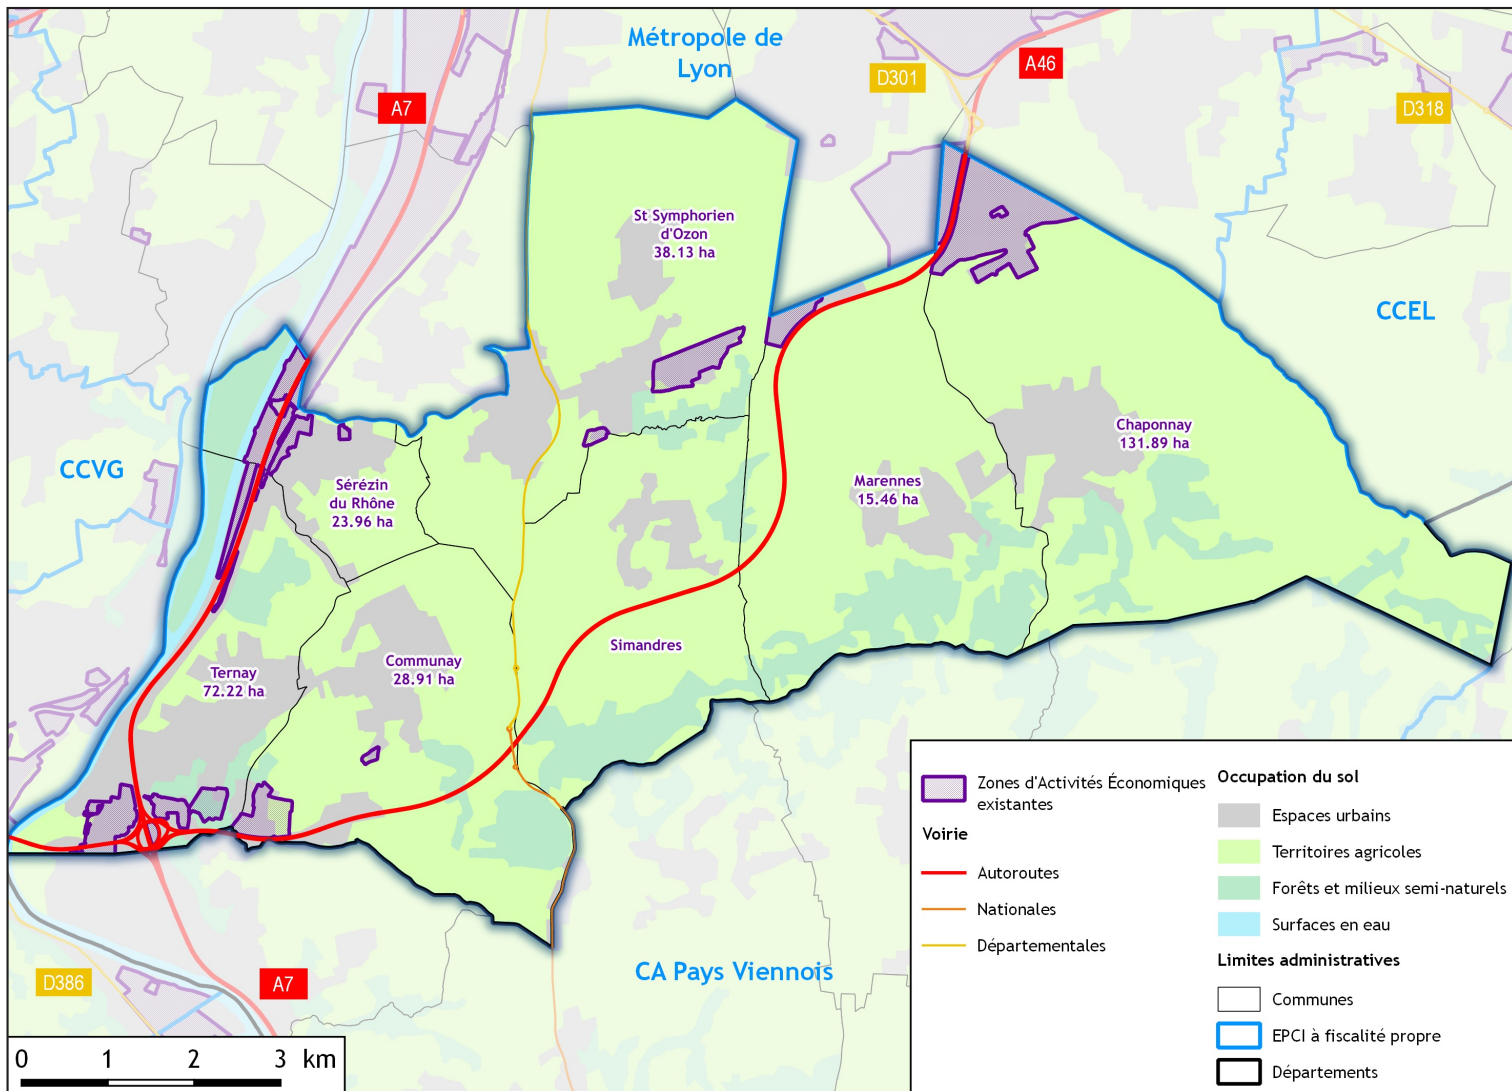 Métropole de
Lyon
D301
A46
A7
D318
St Symphorien
d'Ozon
38.13 ha
CCEL
Chaponnay
131.89 ha
CCVG
Sérézin
du Rhône
23.96 ha
Marennes
15.46 ha
Simandres
Communay
28.91 ha
Ternay
72.22 ha
CA Pays Viennois
D386
A7
0 1 2 3 km
Zones d'Activités Économiques
existantes
Voirie
Autoroutes
Nationales
Départementales
Occupation du sol
Espaces urbains
Territoires agricoles
Forêts et milieux semi-naturels
Surfaces en eau
Limites administratives
Communes
EPCI à fiscalité propre
Départements